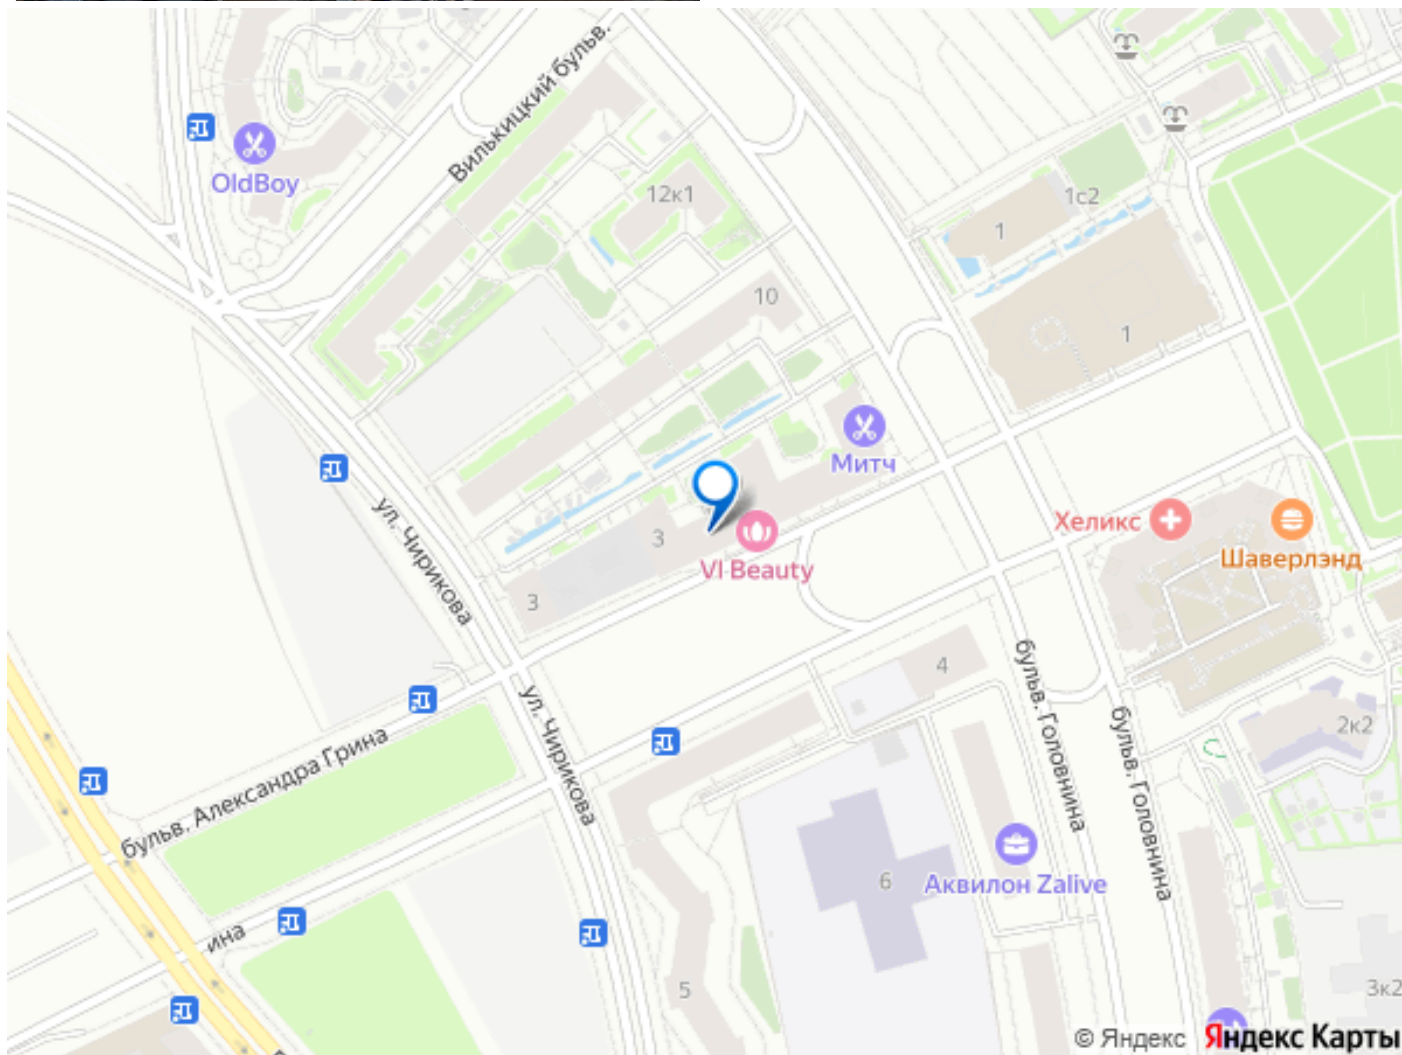 Вилькицкий бульв.
OldBoy
12к1
1с2
1
10
1
Митч
ул. Чирикова
Хеликс
Шаверлэнд
3
VI Beauty
3
4
бульв. Головнина
ул. Чирикова
бульв. Головнина
2к2
бульв. Александра Грина
6
Аквилон Zalive
ина
5
3к2
© Яндекс Яндекс Карты